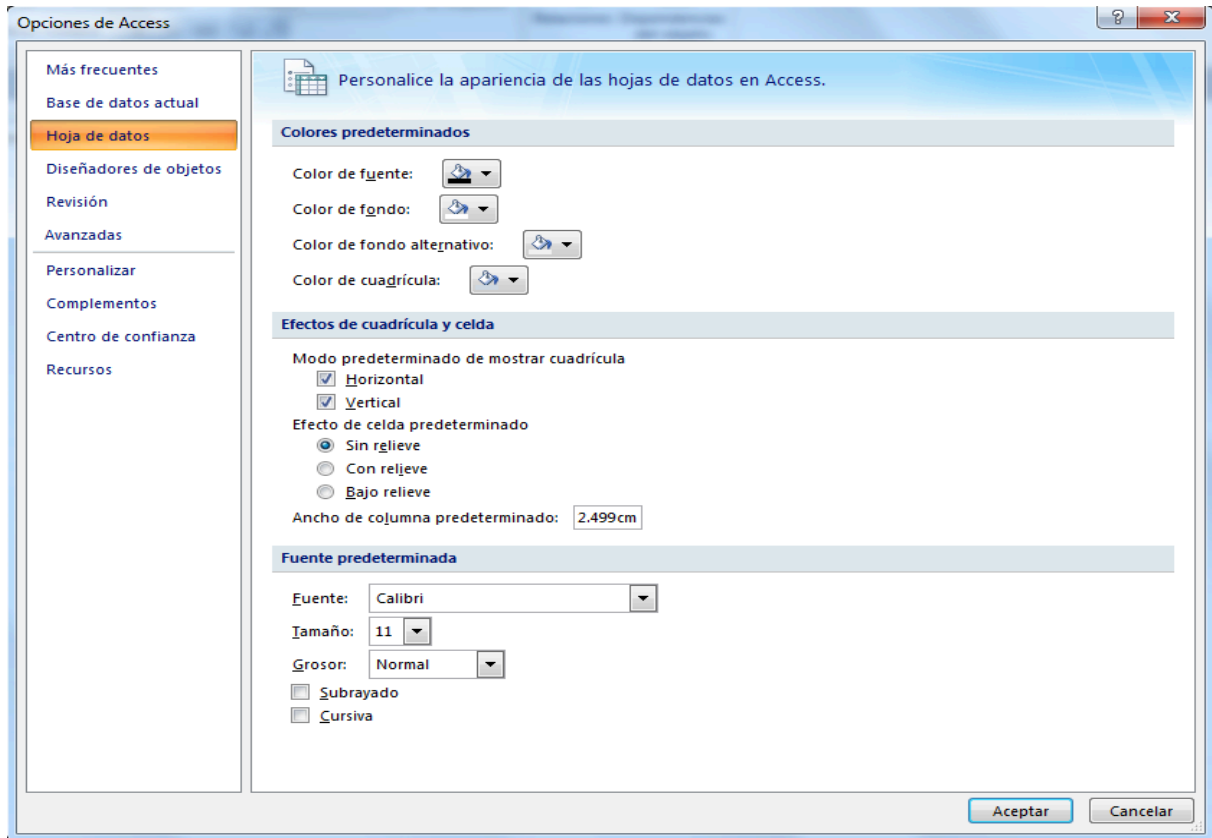 Opciones de Access
Más frecuentes
Base de datos actual
Hoja de datos
Diseñadores de objetos
Revisión
Avanzadas
Personalizar
Complementos
Centro de confianza
Recursos
Personalice la apariencia de las hojas de datos en Access.
Colores predeterminados
Color de fuente:
Color de fondo:
Color de fondo alternativo:
Color de cuadrícula:
Efectos de cuadrícula y celda
Modo predeterminado de mostrar cuadrícula
Horizontal
Vertical
Efecto de celda predeterminado
Sin relieve
Con relieve
Bajo relieve
Ancho de columna predeterminado: 2.499cm
Fuente predeterminada
Fuente: Calibri
Tamaño: 11
Grosor: Normal
Subrayado
Cursiva
Aceptar Cancelar